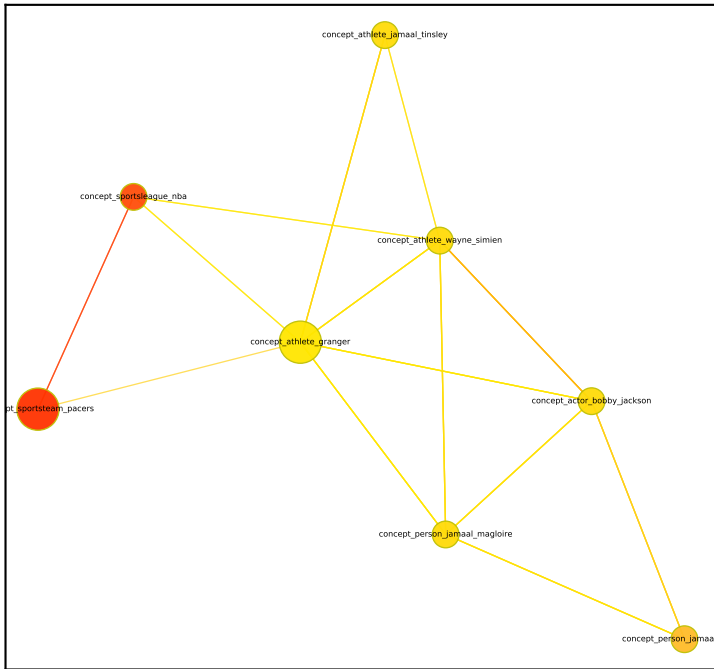 concept_athlete_jamaal_tinsley
concept_sportsleague_nba
concept_athlete_wayne_simien
concept_athlete_granger
concept_actor_bobby_jackson
pt_sportsteam_pacers
concept_person_jamaal_magloire
concept_person_jamaa